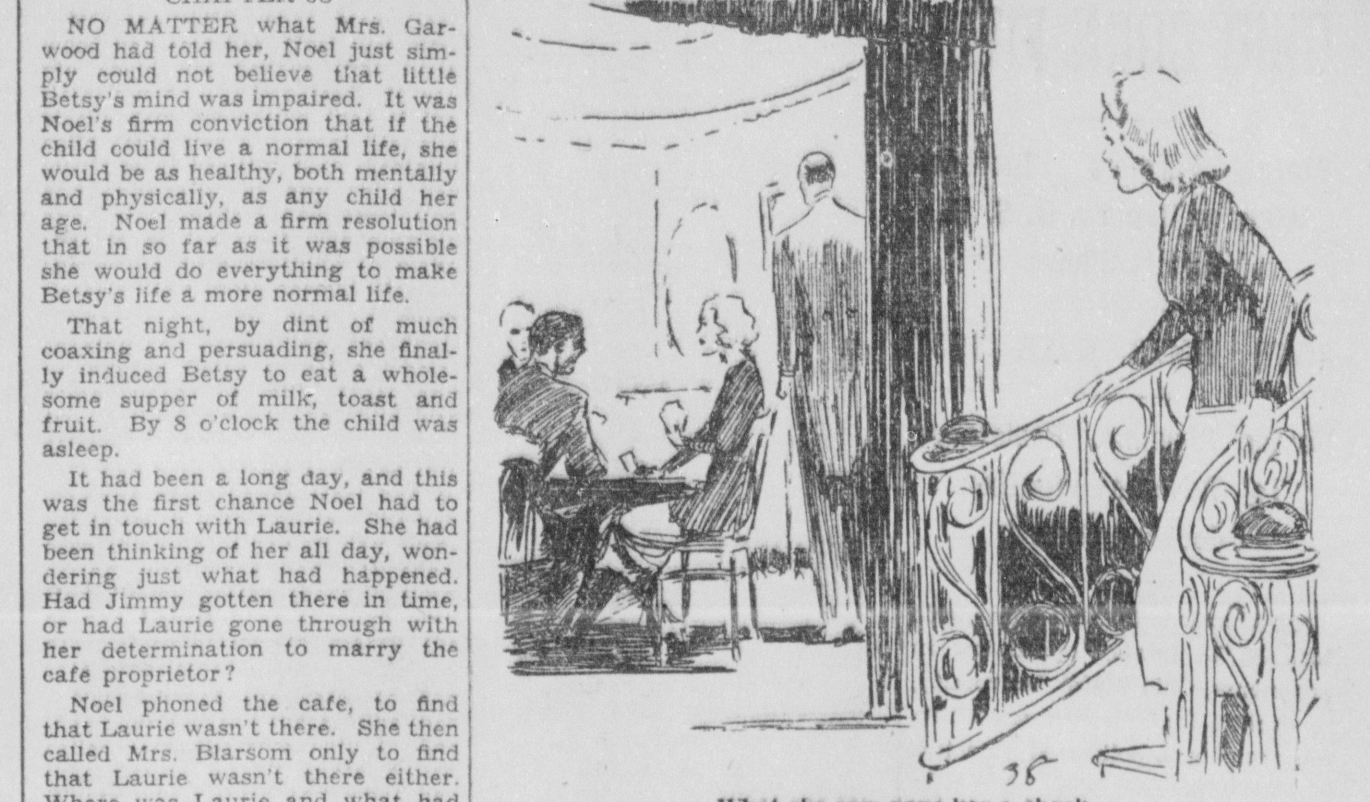 NO MATTER what Mrs. Gar-
wood had told her, Noel just sim-
ply could not believe that little
Betsy's mind was impaired. It was
Noel's firm conviction that if the
child could live a normal life, she
would be as healthy, both mentally
and physically, as any child her
age. Noel made a firm resolution
that in so far as it was possible
she would do everything to make
Betsy's life a more normal life.
That night, by dint of much
coaxing and persuading, she final-
ly induced Betsy to eat a whole-
some supper of milk, toast and
fruit. By 8 o'clock the child was
asleep.
It had been a long day, and this
was the first chance Noel had to
get in touch with Laurie. She had
been thinking of her all day, won-
dering just what had happened.
Had Jimmy gotten there in time,
or had Laurie gone through with
her determination to marry the
café proprietor?
Noel phoned the cafe, to find
that Laurie wasn't there. She then
called Mrs. Blarsom only to find
that Laurie wasn't there either.
Where was Laurie and what had
38